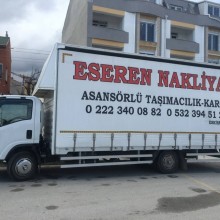 ESEREN NAKLİYA
ASANSÖRLÜ TAŞIMACILIK-KAR
0 222 340 08 82 0 532 394 51